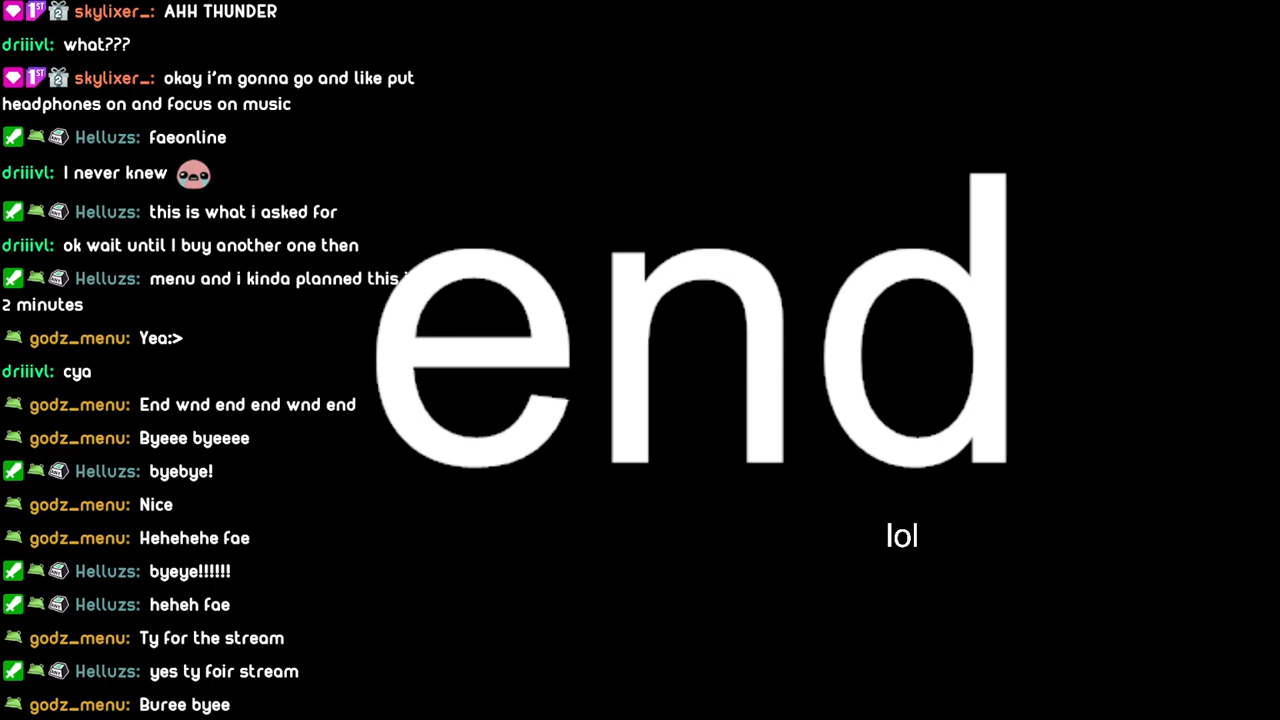 skylixer_: AHH THUNDER
driiivl: what???
skylixer_: okay i'm gonna go and like put
headphones on and focus on music
Helluzs: faeonline
driiivl: I never knew
Helluzs: this is what i asked for
driiivl: ok wait until I buy another one then
Helluzs: menu and i kinda planned this
2 minutes
godz_menu: Yea:>
driiivl: cya
godz_menu: End wnd end end wnd end
godz_menu: Byeee byeeee
Helluzs: byebye!
godz_menu: Nice
godz_menu: Hehehehe fae
Helluzs: byeye!!!!!!
Helluzs: heheh fae
godz_menu: Ty for the stream
Helluzs: yes ty foir stream
godz_menu: Buree byee
end
lol